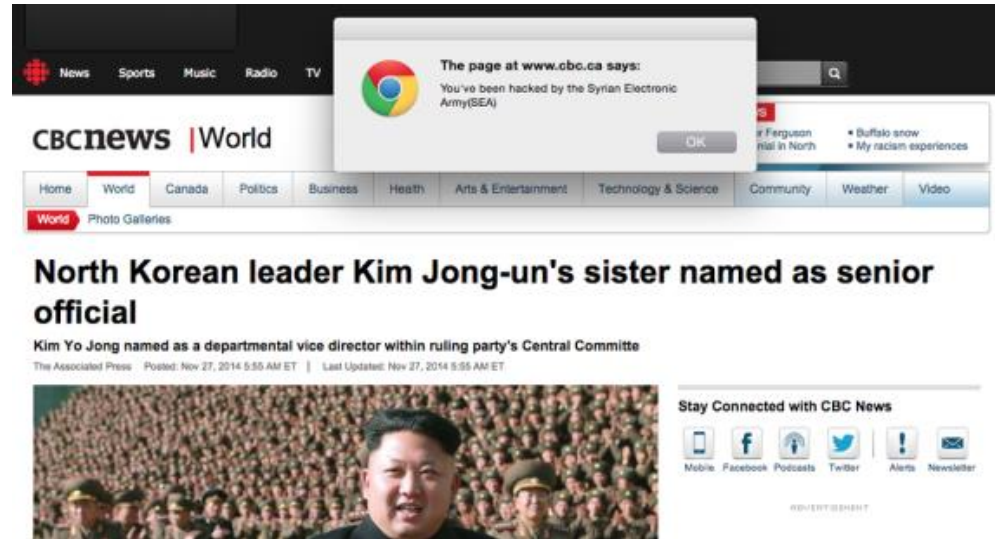 The page at www.cbc.ca says:
You've been hacked by the Syrian Electronic
Army(SEA)
OK
News Sports Music Radio TV
CBCnews | World
r Ferguson
nial in North
• Buffalo snow
• My racism experiences
Home World Canada Politics Business Health Arts & Entertainment Technology & Science Community Weather Video
World Photo Galleries
North Korean leader Kim Jong-un's sister named as senior
official
Kim Yo Jong named as a departmental vice director within ruling party's Central Committe
The Associated Press Posted: Nov 27, 2014 5:55 AM ET | Last Updated: Nov 27, 2014 5:55 AM ET
Stay Connected with CBC News
Mobile Facebook Podcasts Twitter Alerts Newsletter
ADVERTISEMENT